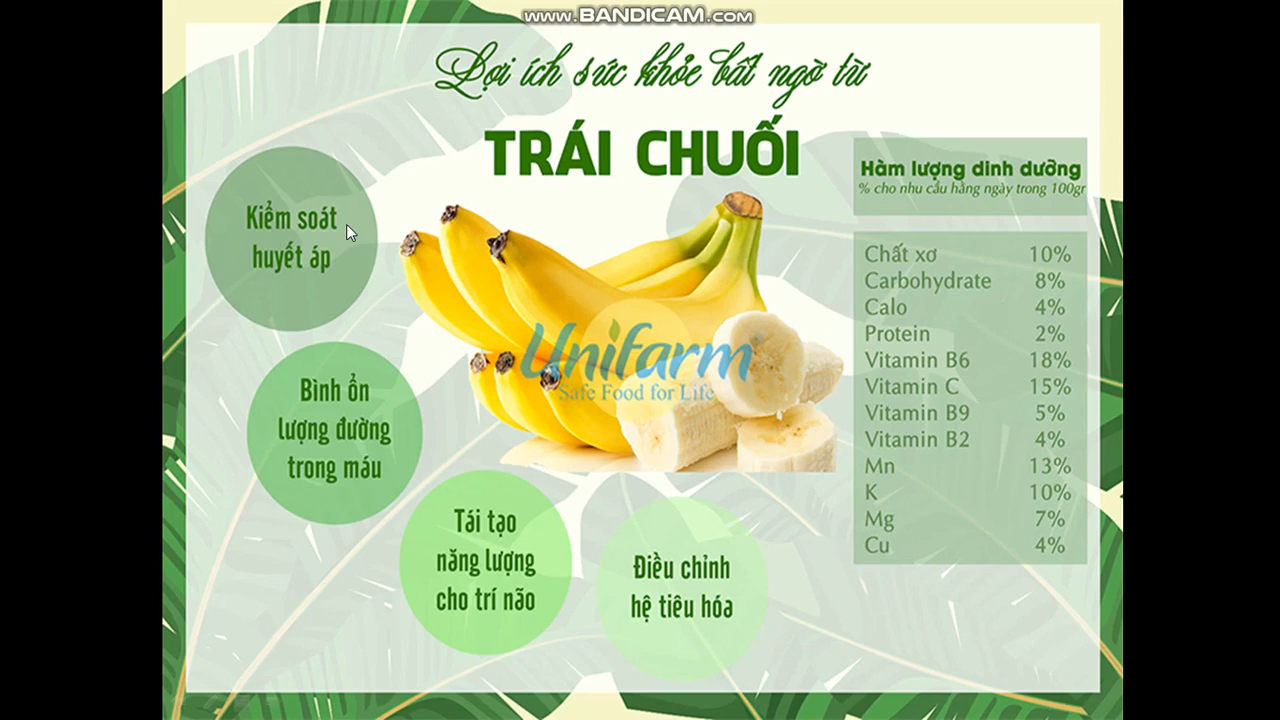 www.BANDICAM.com
Lợi ích sức khỏe bất ngờ từ
TRÁI CHUỐI
Kiểm soát
huyết áp
Bình ổn
lượng đường
trong máu
Tái tạo
năng lượng
cho trí não
Điều chỉnh
hệ tiêu hóa
Unifarm
Safe Food for Life
Hàm lượng dinh dưỡng
% cho nhu cầu hằng ngày trong 100gr
Chất xơ 10%
Carbohydrate 8%
Calo 4%
Protein 2%
Vitamin B6 18%
Vitamin C 15%
Vitamin B9 5%
Vitamin B2 4%
Mn 13%
K 10%
Mg 7%
Cu 4%